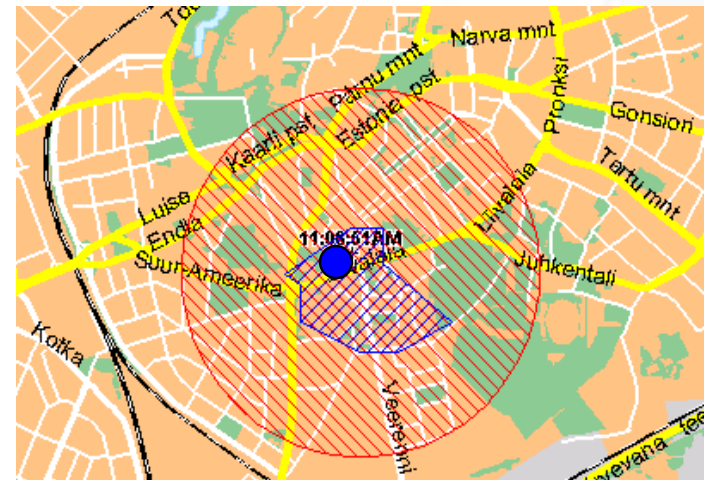 Narva mnt
Pärnu mnt
Pronksi
Estonia pst
Gonsiori
Kaarli pst
Tartu mnt
Luise
Endla
Liivalaia
11:06:51AM
Suur-Ameerika
Juhkentali
Kotka
Veerenni